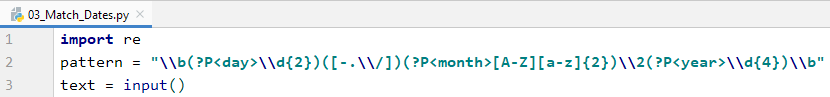 03_Match_Dates.py ×
1 import re
2 pattern = "\\b(?P<day>\\d{2})([-.\\/])(?P<month>[A-Z][a-z]{2})\\2(?P<year>\\d{4})\\b"
3 text = input()